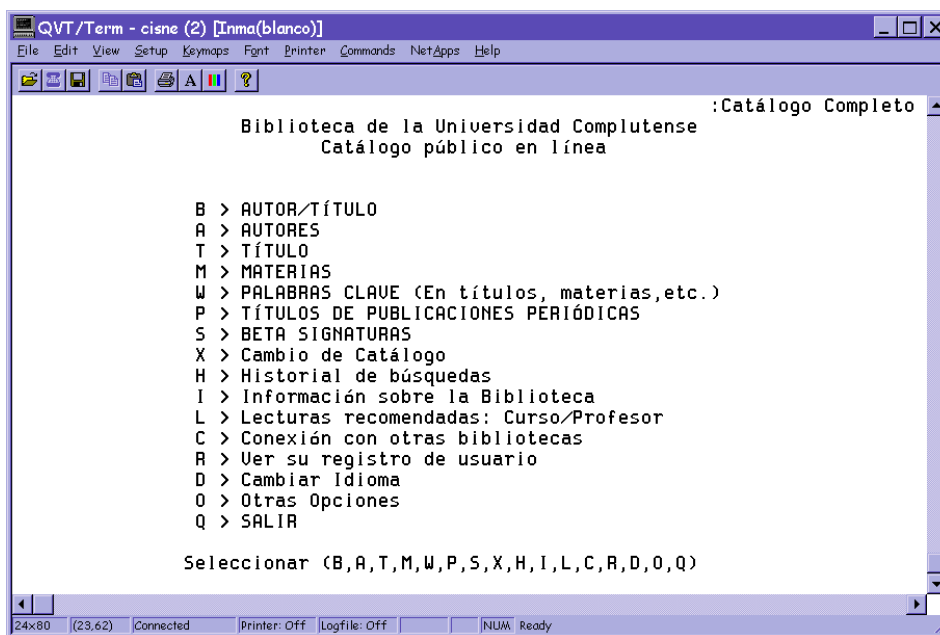 QVT/Term - cisne (2) [Inma(blanco)]
File Edit View Setup Keymaps Font Printer Commands NetApps Help
:Catálogo Completo
Biblioteca de la Universidad Complutense
Catálogo público en línea
B > AUTOR/TÍTULO
A > AUTORES
T > TÍTULO
M > MATERIAS
W > PALABRAS CLAVE (En títulos, materias,etc.)
P > TÍTULOS DE PUBLICACIONES PERIÓDICAS
S > BETA SIGNATURAS
X > Cambio de Catálogo
H > Historial de búsquedas
I > Información sobre la Biblioteca
L > Lecturas recomendadas: Curso/Profesor
C > Conexión con otras bibliotecas
R > Ver su registro de usuario
D > Cambiar Idioma
O > Otras Opciones
Q > SALIR
Seleccionar (B,A,T,M,W,P,S,X,H,I,L,C,R,D,O,Q)
24x80 (23,62) Connected Printer: Off Logfile: Off NUM Ready